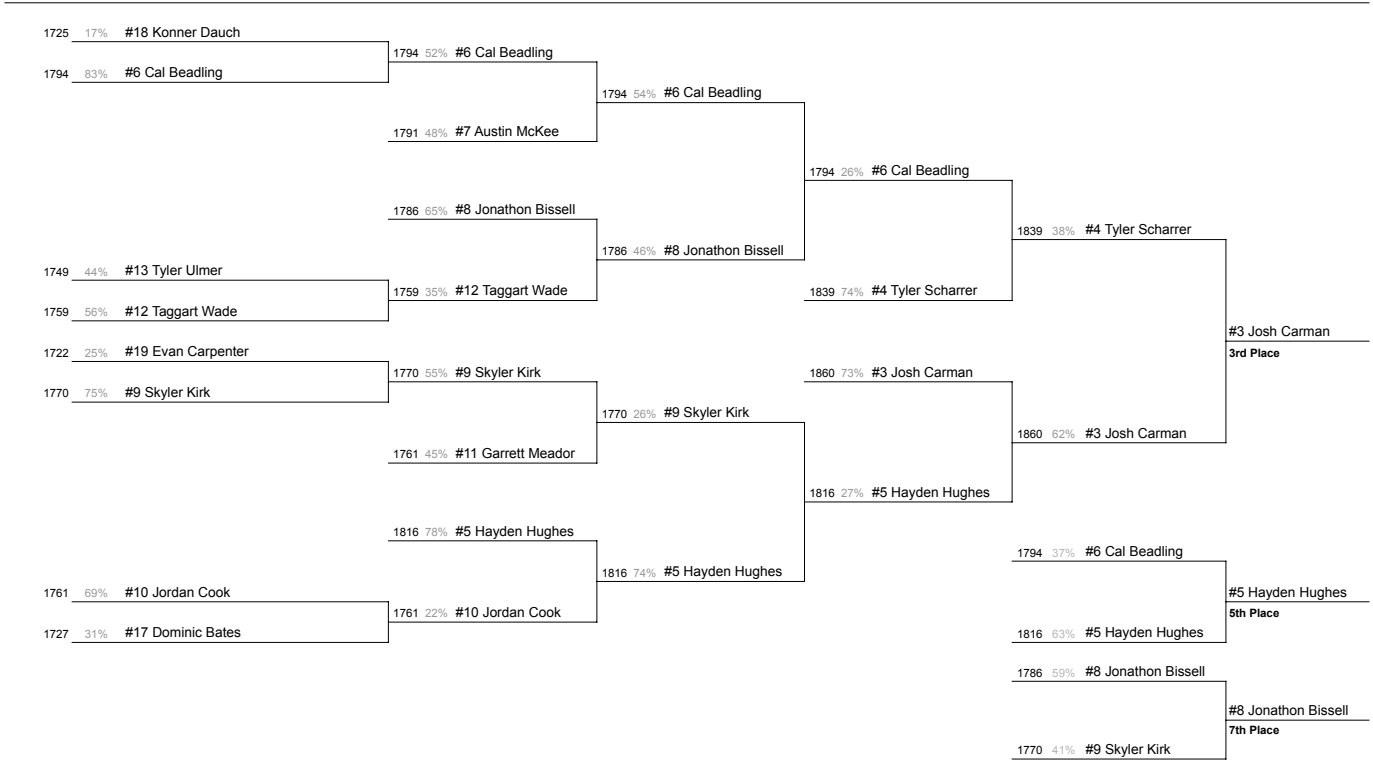 1725 17% #18 Konner Dauch
1794 83% #6 Cal Beadling
1794 52% #6 Cal Beadling
1791 48% #7 Austin McKee
1794 54% #6 Cal Beadling
1786 65% #8 Jonathon Bissell
1749 44% #13 Tyler Ulmer
1759 56% #12 Taggart Wade
1759 35% #12 Taggart Wade
1786 46% #8 Jonathon Bissell
1794 26% #6 Cal Beadling
1839 74% #4 Tyler Scharrer
1839 38% #4 Tyler Scharrer
1722 25% #19 Evan Carpenter
1770 75% #9 Skyler Kirk
1770 55% #9 Skyler Kirk
1761 45% #11 Garrett Meador
1770 26% #9 Skyler Kirk
1816 78% #5 Hayden Hughes
1761 69% #10 Jordan Cook
1727 31% #17 Dominic Bates
1761 22% #10 Jordan Cook
1816 74% #5 Hayden Hughes
1860 73% #3 Josh Carman
1816 27% #5 Hayden Hughes
1860 62% #3 Josh Carman
#3 Josh Carman
3rd Place
1794 37% #6 Cal Beadling
1816 63% #5 Hayden Hughes
#5 Hayden Hughes
5th Place
1786 59% #8 Jonathon Bissell
1770 41% #9 Skyler Kirk
#8 Jonathon Bissell
7th Place